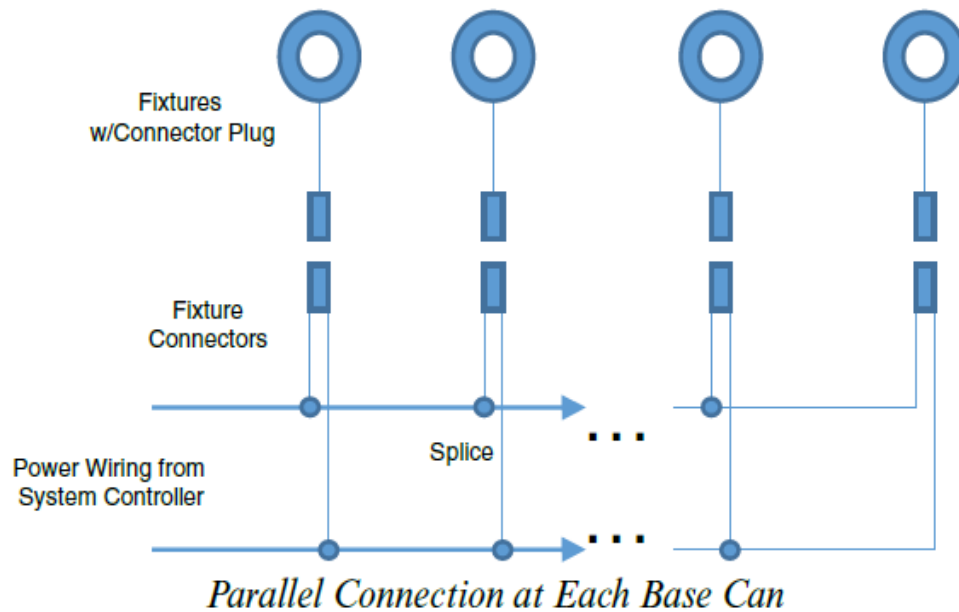 Fixtures
w/Connector Plug
Fixture
Connectors
...
Splice
Power Wiring from
System Controller
...
Parallel Connection at Each Base Can